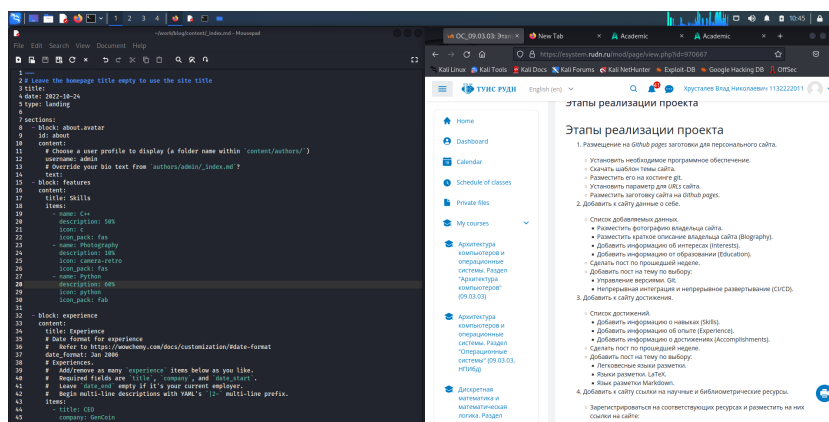 1 2 3 4
10:45
~/work/blog/content/_index.md - Mousepad
File Edit Search View Document Help
1 ---
2 # Leave the homepage title empty to use the site title
3 title:
4 date: 2022-10-24
5 type: landing
6
7 sections:
8 - block: about.avatar
9 id: about
10 content:
11 # Choose a user profile to display (a folder name within `content/authors/`)
12 username: admin
13 # Override your bio text from `authors/admin/_index.md`?
14 text:
15 - block: features
16 content:
17 title: Skills
18 items:
19 - name: C++
20 description: 50%
21 icon: c
22 icon_pack: fas
23 - name: Photography
24 description: 10%
25 icon: camera-retro
26 icon_pack: fas
27 - name: Python
28 description: 60%
29 icon: python
30 icon_pack: fab
31
32 - block: experience
33 content:
34 title: Experience
35 # Date format for experience
36 # Refer to https://wowchemy.com/docs/customization/#date-format
37 date_format: Jan 2006
38 # Experiences.
39 # Add/remove as many `experience` items below as you like.
40 # Required fields are `title`, `company`, and `date_start`.
41 # Leave `date_end` empty if it's your current employer.
42 # Begin multi-line descriptions with YAML's `|2-` multi-line prefix.
43 items:
44 - title: CEO
45 company: GenCoin
ОС_09.03.03: Этап
New Tab
Academic
Academic
https://esystem.rudn.ru/mod/page/view.php?id=970667
Kali Linux
Kali Tools
Kali Docs
Kali Forums
Kali NetHunter
Exploit-DB
Google Hacking DB
OffSec
ТУИС РУДН
English (en)
Хрусталев Влад Николаевич 1132222011
Home
Dashboard
Calendar
Schedule of classes
Private files
My courses
Архитектура
компьютеров и
операционные
системы. Раздел
"Архитектура
компьютеров"
(09.03.03)
Архитектура
компьютеров и
операционные
системы. Раздел
"Операционные
системы" (09.03.03,
НПИбд)
Дискретная
математика и
математическая
логика. Раздел
Этапы реализации проекта
Этапы реализации проекта
1. Размещение на Github pages заготовки для персонального сайта.
Установить необходимое программное обеспечение.
Скачать шаблон темы сайта.
Разместить его на хостинге git.
Установить параметр для URLs сайта.
Разместить заготовку сайта на Github pages.
2. Добавить к сайту данные о себе.
Список добавляемых данных.
Разместить фотографию владельца сайта.
Разместить краткое описание владельца сайта (Biography).
Добавить информацию об интересах (Interests).
Добавить информацию от образовании (Education).
Сделать пост по прошедшей неделе.
Добавить пост на тему по выбору:
Управление версиями. Git.
Непрерывная интеграция и непрерывное развертывание (CI/CD).
3. Добавить к сайту достижения.
Список достижений.
Добавить информацию о навыках (Skills).
Добавить информацию об опыте (Experience).
Добавить информацию о достижениях (Accomplishments).
Сделать пост по прошедшей неделе.
Добавить пост на тему по выбору:
Легковесные языки разметки.
Языки разметки. LaTeX.
Язык разметки Markdown.
4. Добавить к сайту ссылки на научные и библиометрические ресурсы.
Зарегистрироваться на соответствующих ресурсах и разместить на них
ссылки на сайте: